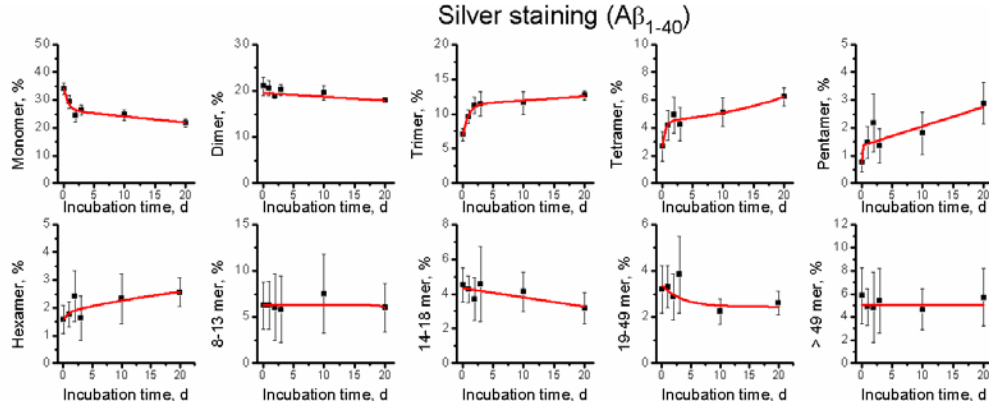 Silver staining (Aβ1-40)
Monomer, %
50
40
30
20
10
0
0 5 10 15 20
Incubation time, d
Dimer, %
30
20
10
0
0 5 10 15 20
Incubation time, d
Trimer, %
20
15
10
5
0
0 5 10 15 20
Incubation time, d
Tetramer, %
10
8
6
4
2
0
0 5 10 15 20
Incubation time, d
Pentamer, %
5
4
3
2
1
0
0 5 10 15 20
Incubation time, d
Hexamer, %
5
4
3
2
1
0
0 5 10 15 20
Incubation time, d
8-13 mer, %
15
10
5
0
0 5 10 15 20
Incubation time, d
14-18 mer, %
8
6
4
2
0
0 5 10 15 20
Incubation time, d
19-49 mer, %
6
4
2
0
0 5 10 15 20
Incubation time, d
> 49 mer, %
12
10
8
6
4
2
0
0 5 10 15 20
Incubation time, d